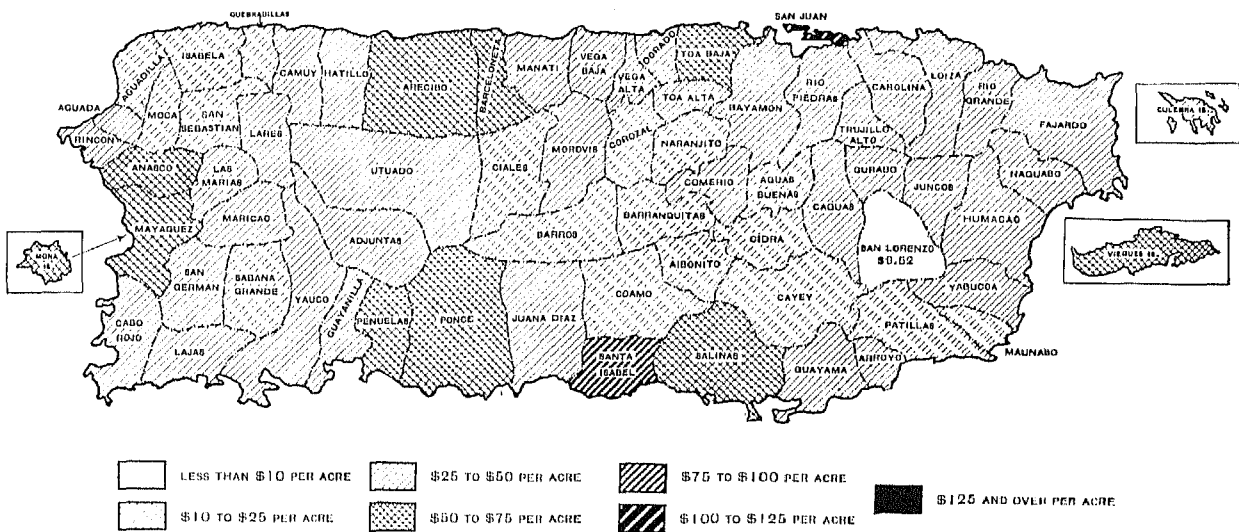 QUEBRADILLAS
SAN JUAN
ISABELA
AGUADILLA
CAMUY
HATILLO
ARECIBO
BARCELONETA
MANATI
VEGA BAJA
VEGA ALTA
DORADO
TOA BAJA
TOA ALTA
BAYAMON
RIO PIEDRAS
CAROLINA
LOIZA
RIO GRANDE
FAJARDO
CULEBRA IS.
AGUADA
RINCON
MOCA
SAN SEBASTIAN
LARES
ANASCO
LAS MARIAS
UTUADO
CIALES
MOROVIS
COROZAL
NARANJITO
TRUJILLO ALTO
COMERIO
AGUAS BUENAS
GURABO
JUNCOS
NAGUABO
CAGUAS
HUMACAO
MAYAGUEZ
MARICAO
ADJUNTAS
BARROS
BARRANQUITAS
CIDRA
SAN LORENZO
$9.62
MONA IS.
VIEQUES IS.
SAN GERMAN
SABANA GRANDE
YAUCO
GUAYANILLA
PENUELAS
PONCE
JUANA DIAZ
COAMO
AIBONITO
CAYEY
YABUCOA
CABO ROJO
LAJAS
SANTA ISABEL
SALINAS
GUAYAMA
ARROYO
PATILLAS
MAUNABO
LESS THAN $10 PER ACRE
$25 TO $50 PER ACRE
$75 TO $100 PER ACRE
$125 AND OVER PER ACRE
$10 TO $25 PER ACRE
$50 TO $75 PER ACRE
$100 TO $125 PER ACRE